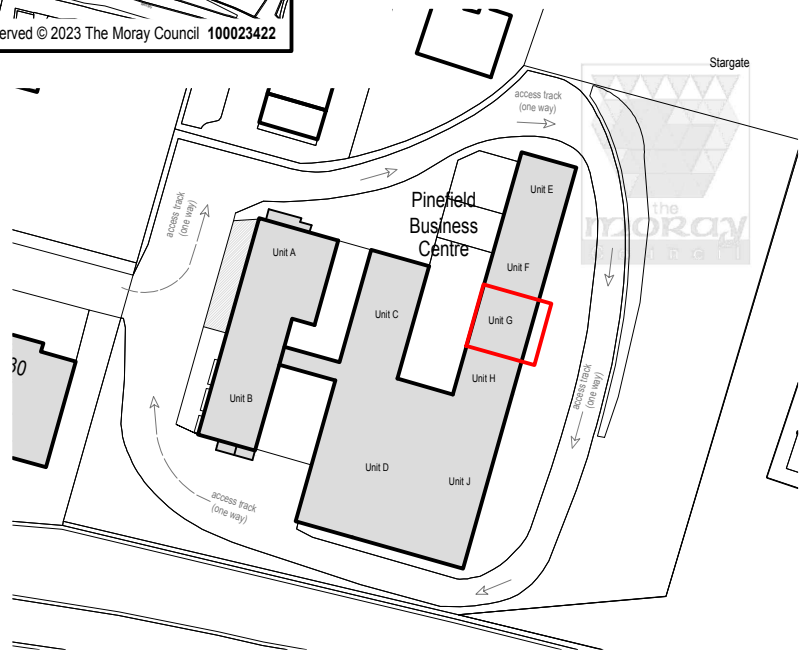 erved © 2023 The Moray Council 100023422
Stargate
access track
(one way)
the
moray
council
Unit E
Pinefield
Business
Centre
access track
(one way)
Unit A
Unit F
Unit C
Unit G
30
Unit H
access track
(one way)
Unit B
Unit D
Unit J
access track
(one way)